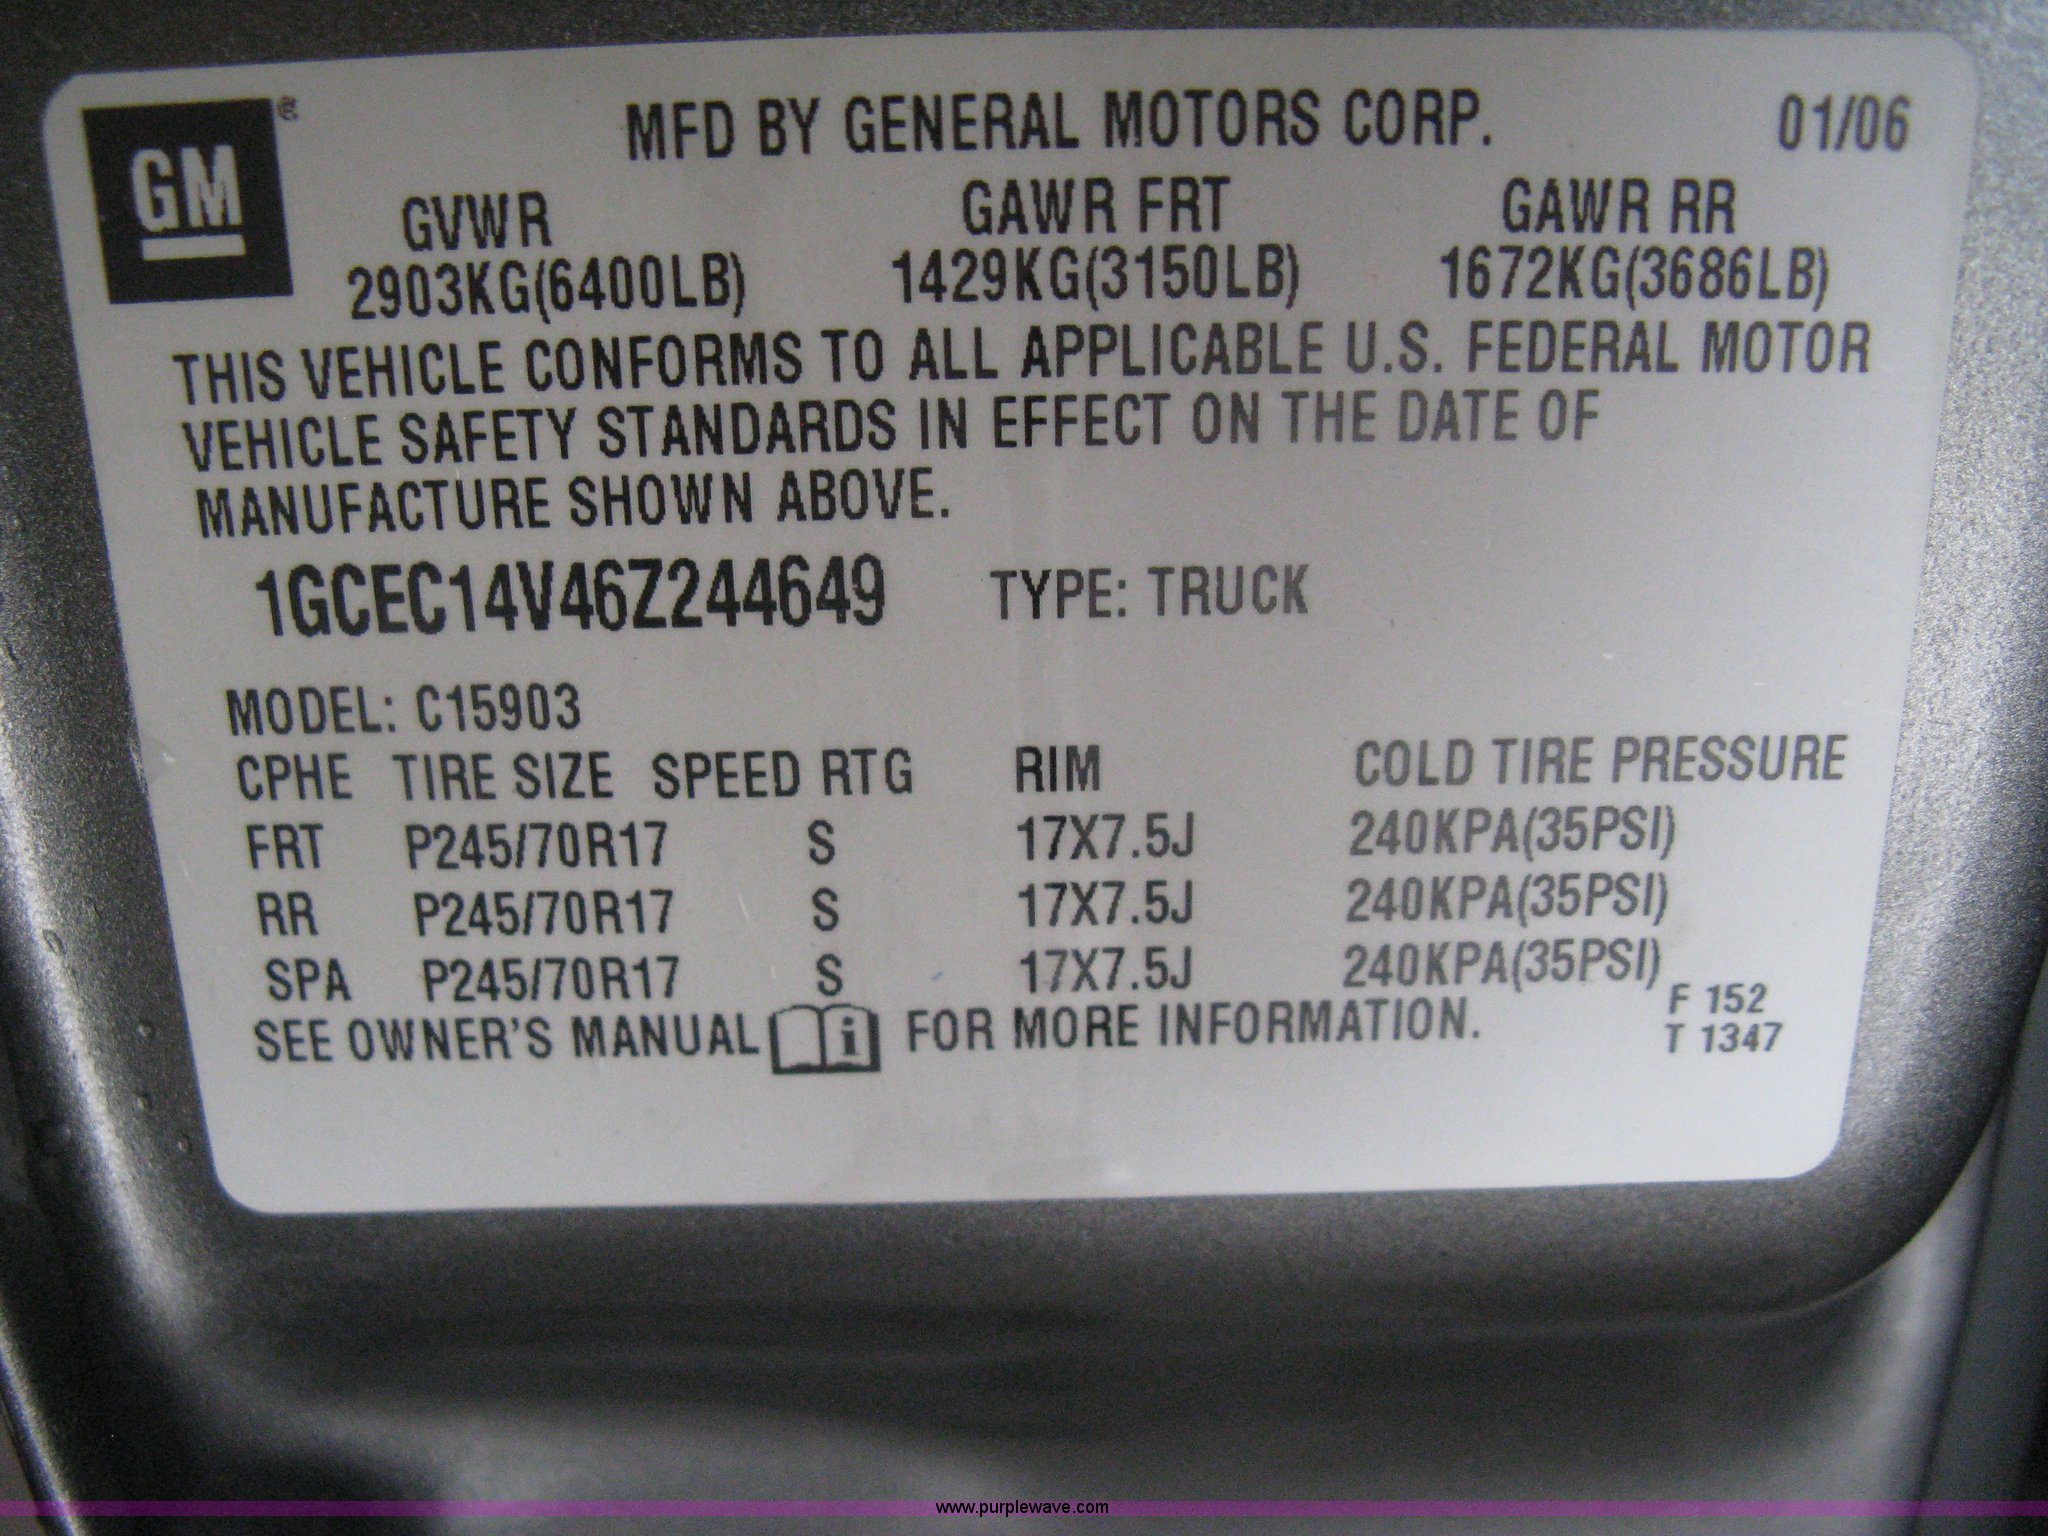 GM ®
MFD BY GENERAL MOTORS CORP. 01/06
GVWR GAWR FRT GAWR RR
2903KG(6400LB) 1429KG(3150LB) 1672KG(3686LB)
THIS VEHICLE CONFORMS TO ALL APPLICABLE U.S. FEDERAL MOTOR
VEHICLE SAFETY STANDARDS IN EFFECT ON THE DATE OF
MANUFACTURE SHOWN ABOVE.
1GCEC14V46Z244649 TYPE: TRUCK
MODEL: C15903
CPHE TIRE SIZE SPEED RTG RIM COLD TIRE PRESSURE
FRT P245/70R17 S 17X7.5J 240KPA(35PSI)
RR P245/70R17 S 17X7.5J 240KPA(35PSI)
SPA P245/70R17 S 17X7.5J 240KPA(35PSI)
SEE OWNER'S MANUAL i FOR MORE INFORMATION.
F 152
T 1347
www.purplewave.com